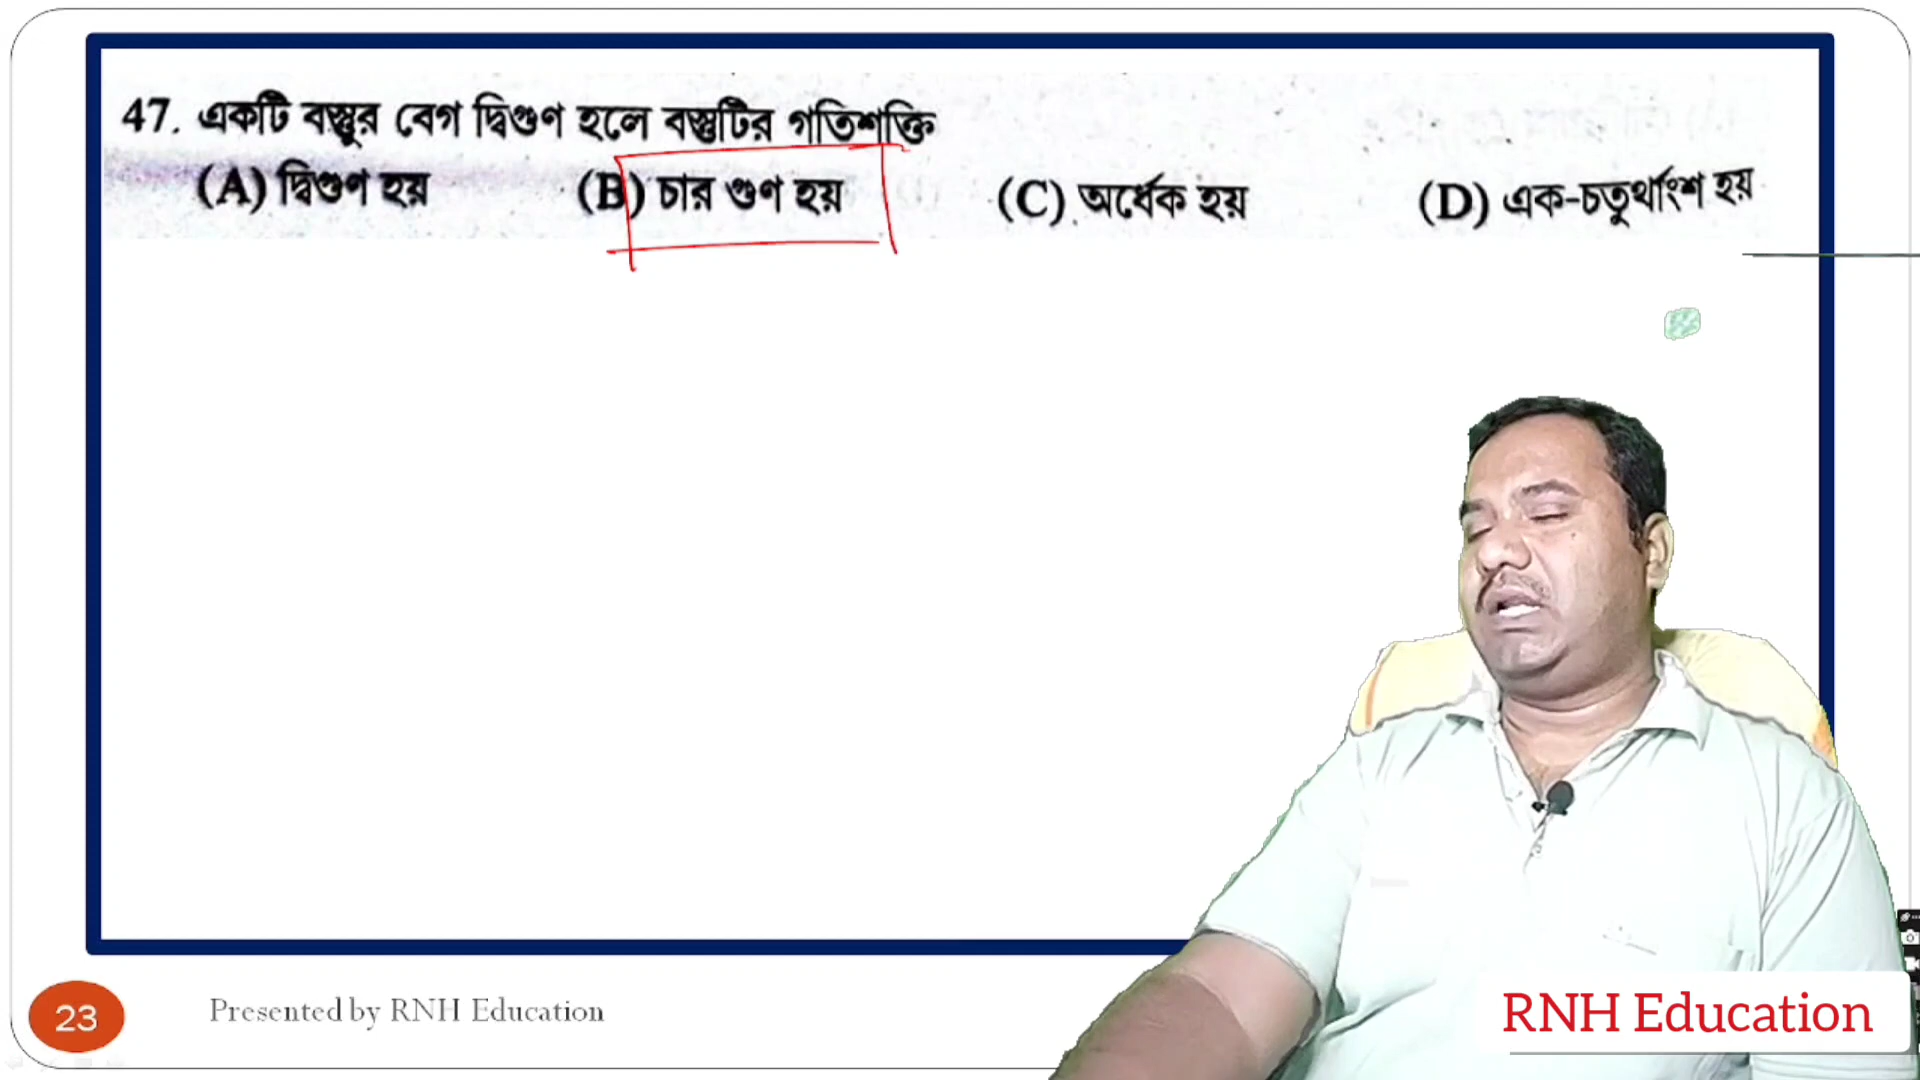 47. একটি বস্তুর বেগ দ্বিগুণ হলে বস্তুটির গতিশক্তি
(A) দ্বিগুণ হয় (B) চার গুণ হয় (C) অর্ধেক হয় (D) এক-চতুর্থাংশ হয়
23 Presented by RNH Education
RNH Education